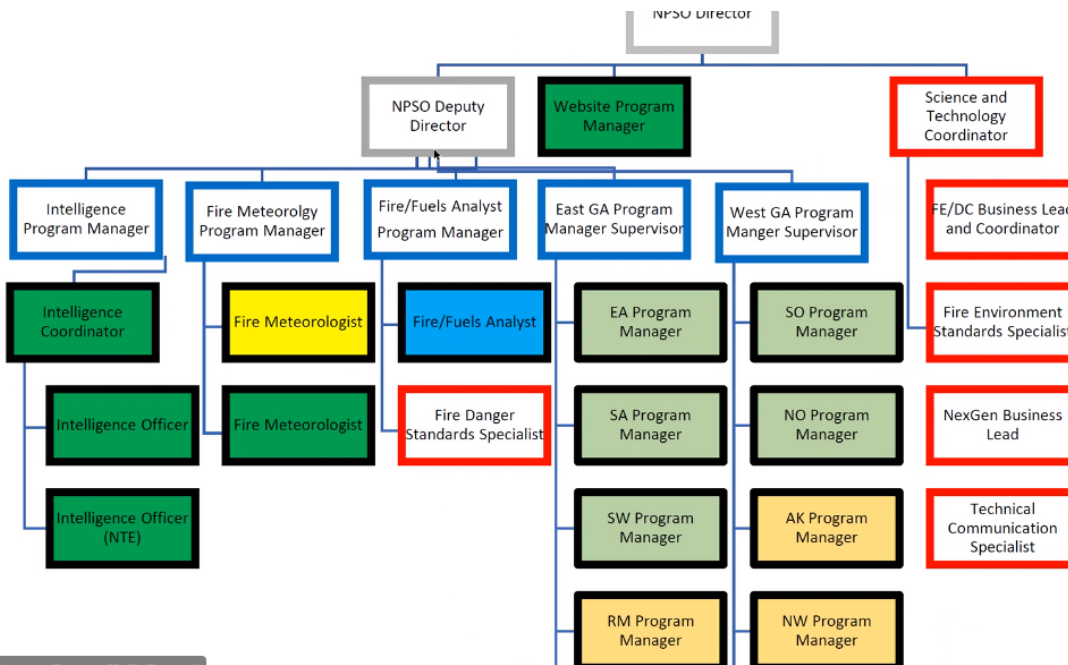 NPSO Director
NPSO Deputy
Director
Website Program
Manager
Science and
Technology
Coordinator
Intelligence
Program Manager
Fire Meteorolgy
Program Manager
Fire/Fuels Analyst
Program Manager
East GA Program
Manager Supervisor
West GA Program
Manger Supervisor
FE/DC Business Lead
and Coordinator
Intelligence
Coordinator
Fire Meteorologist
Fire/Fuels Analyst
EA Program
Manager
SO Program
Manager
Fire Environment
Standards Specialist
Intelligence Officer
Fire Meteorologist
Fire Danger
Standards Specialist
SA Program
Manager
NO Program
Manager
NexGen Business
Lead
Intelligence Officer
(NTE)
SW Program
Manager
AK Program
Manager
Technical
Communication
Specialist
RM Program
Manager
NW Program
Manager